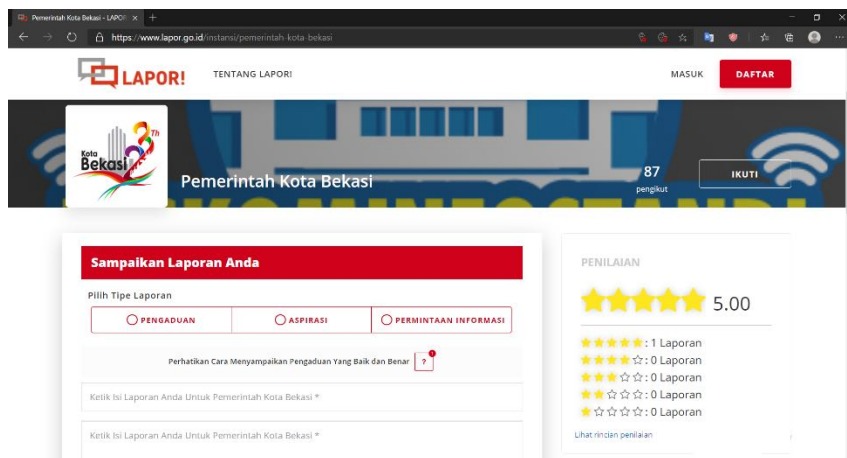 Pemerintah Kota Bekasi - LAPOR
https://www.lapor.go.id/instansi/pemerintah-kota-bekasi
LAPOR!
TENTANG LAPOR!
MASUK
DAFTAR
Kota
Bekasi
Th
Pemerintah Kota Bekasi
87
pengikut
IKUTI
Sampaikan Laporan Anda
Pilih Tipe Laporan
PENGADUAN
ASPIRASI
PERMINTAAN INFORMASI
Perhatikan Cara Menyampaikan Pengaduan Yang Baik dan Benar ?
Ketik Isi Laporan Anda Untuk Pemerintah Kota Bekasi *
Ketik Isi Laporan Anda Untuk Pemerintah Kota Bekasi *
PENILAIAN
5.00
: 1 Laporan
: 0 Laporan
: 0 Laporan
: 0 Laporan
: 0 Laporan
Lihat rincian penilaian